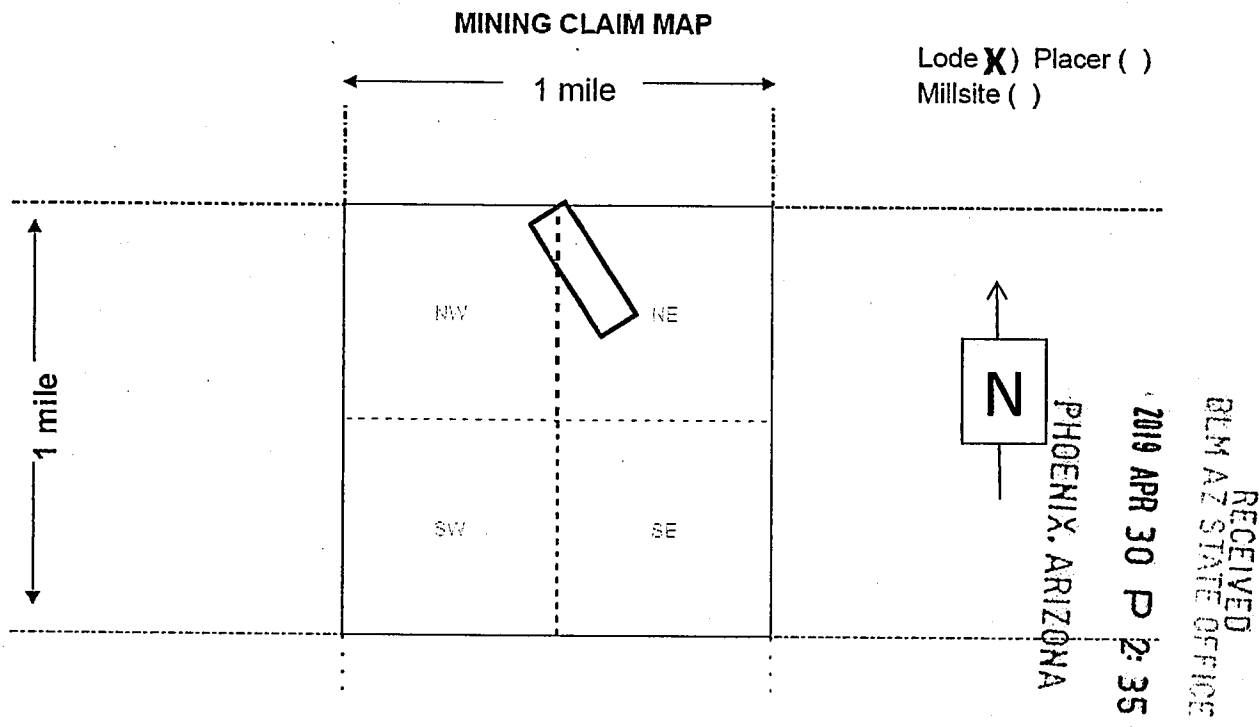 MINING CLAIM MAP
Lode X) Placer ( )
Millsite ( )
1 mile
1 mile
NW
NE
SW
SE
N
RECEIVED
BLM AZ STATE OFFICE
2019 APR 30 P 2:35
PHOENIX, ARIZONA